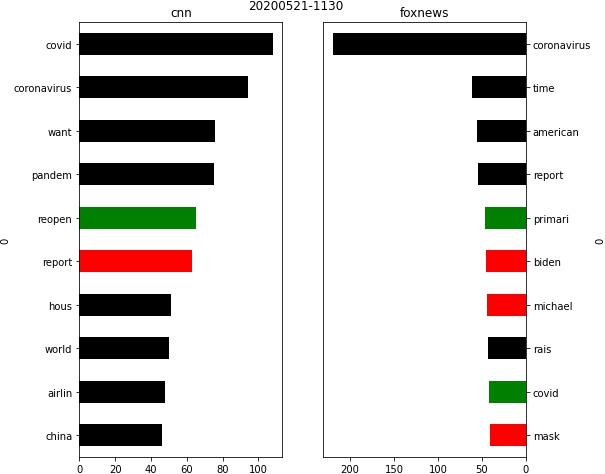 20200521-1130
cnn
foxnews
covid
coronavirus
want
pandem
reopen
report
hous
world
airlin
china
0 20 40 60 80 100
0
coronavirus
time
american
report
primari
biden
michael
rais
covid
mask
200 150 100 50 0
0